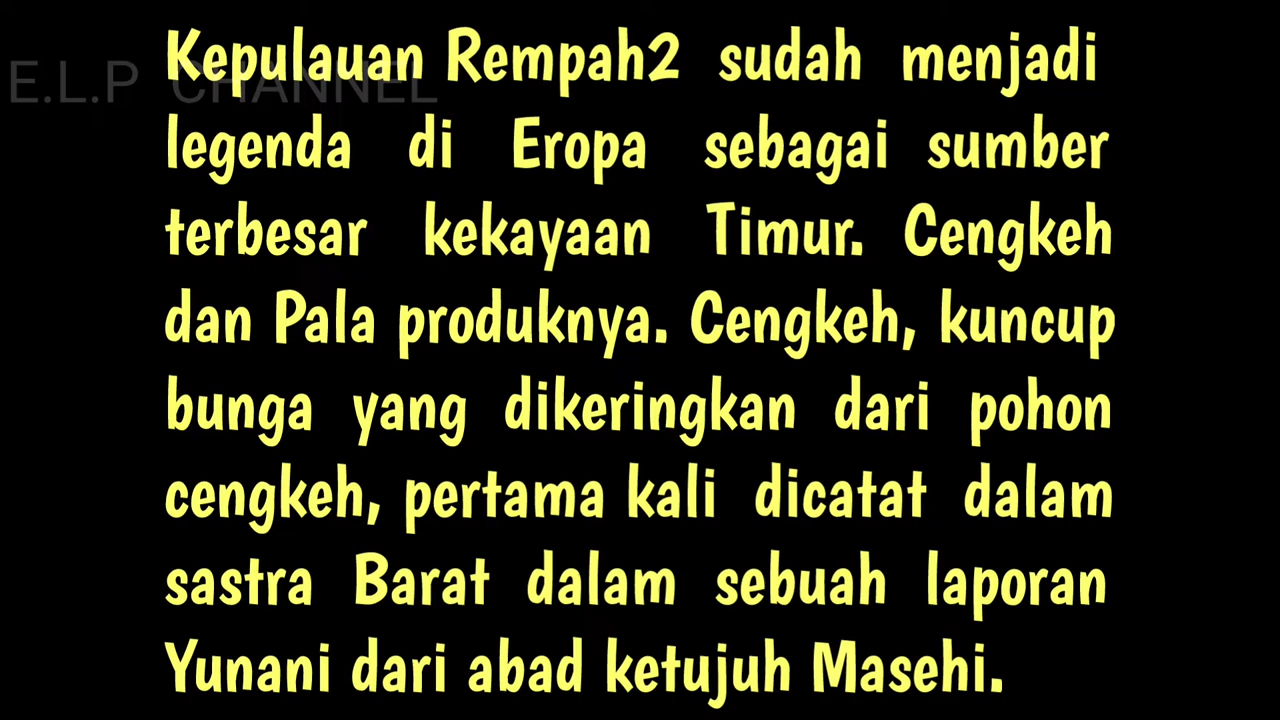 E.L.P CHANNEL
Kepulauan Rempah2 sudah menjadi
legenda di Eropa sebagai sumber
terbesar kekayaan Timur. Cengkeh
dan Pala produknya. Cengkeh, kuncup
bunga yang dikeringkan dari pohon
cengkeh, pertama kali dicatat dalam
sastra Barat dalam sebuah laporan
Yunani dari abad ketujuh Masehi.